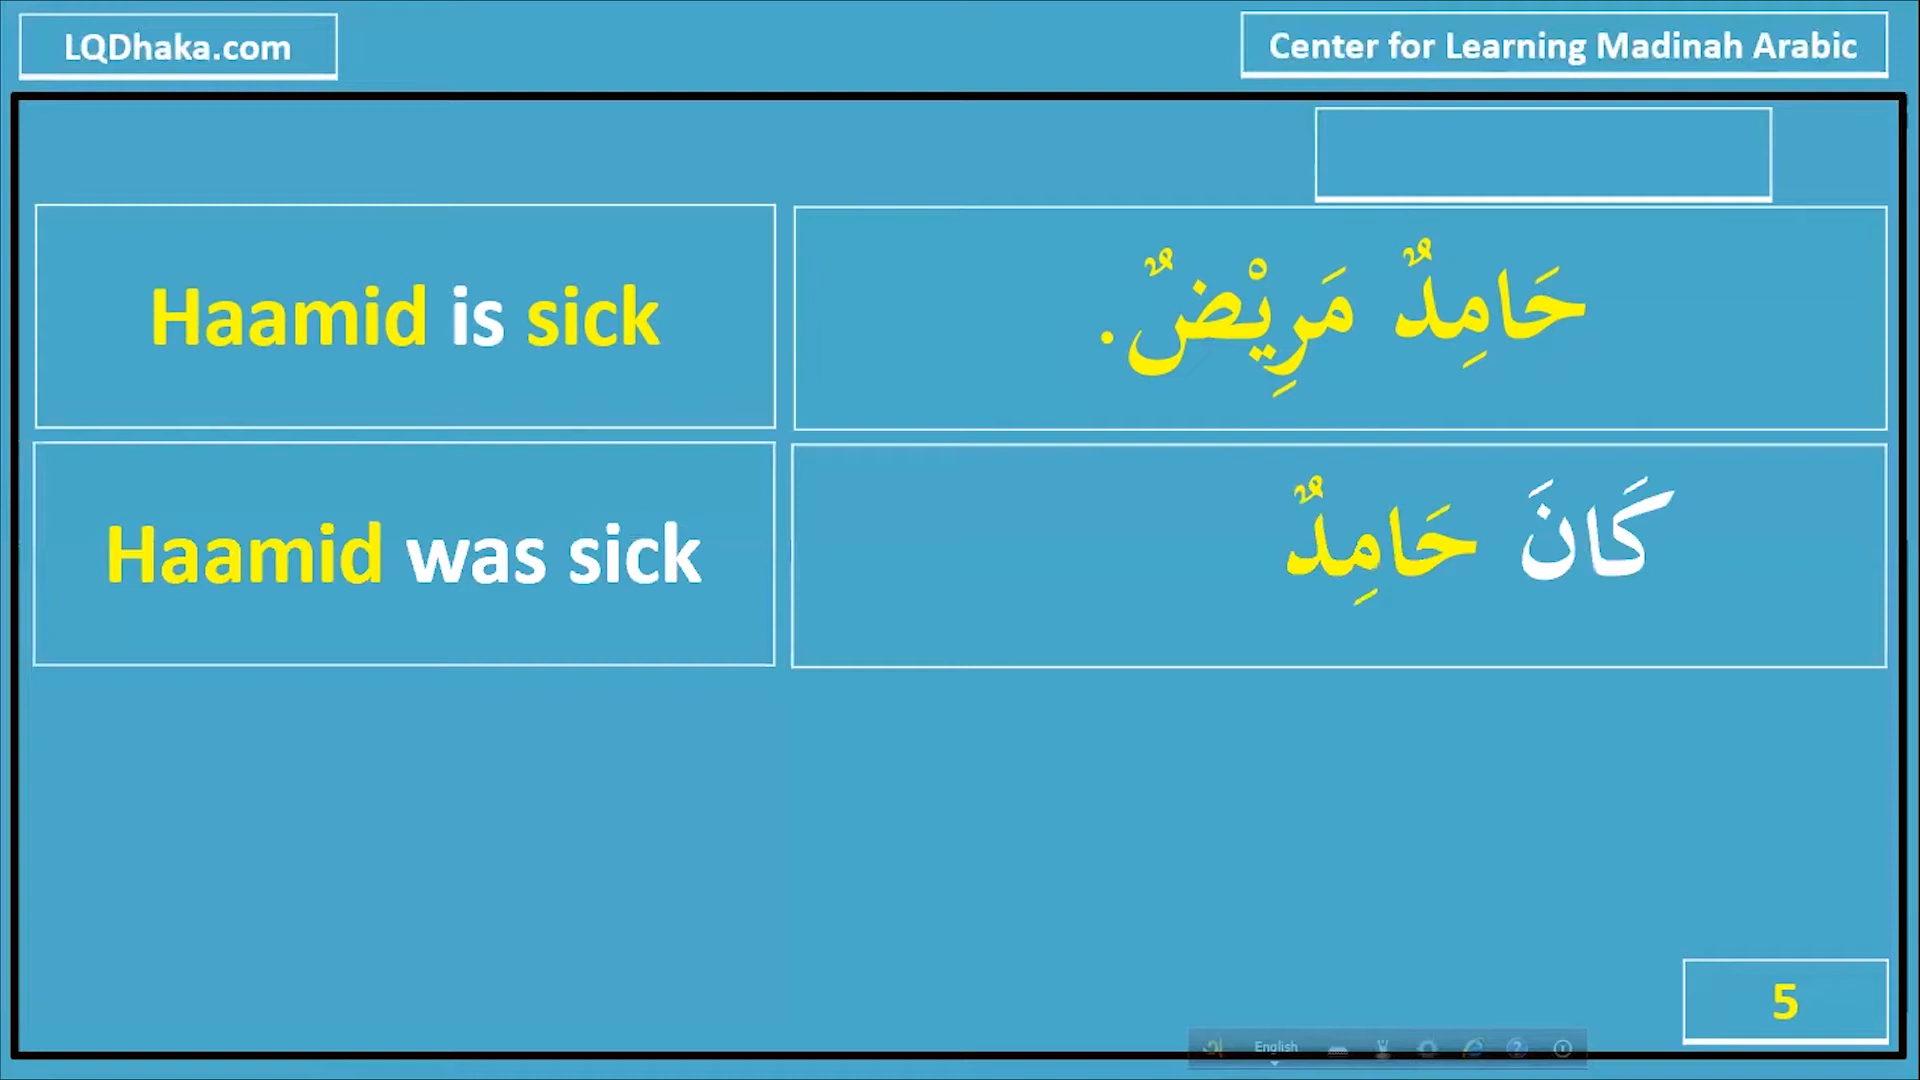 LQDhaka.com
Center for Learning Madinah Arabic
Haamid is sick
حَامِدٌ مَرِيْضٌ.
Haamid was sick
كَانَ حَامِدٌ
5
English